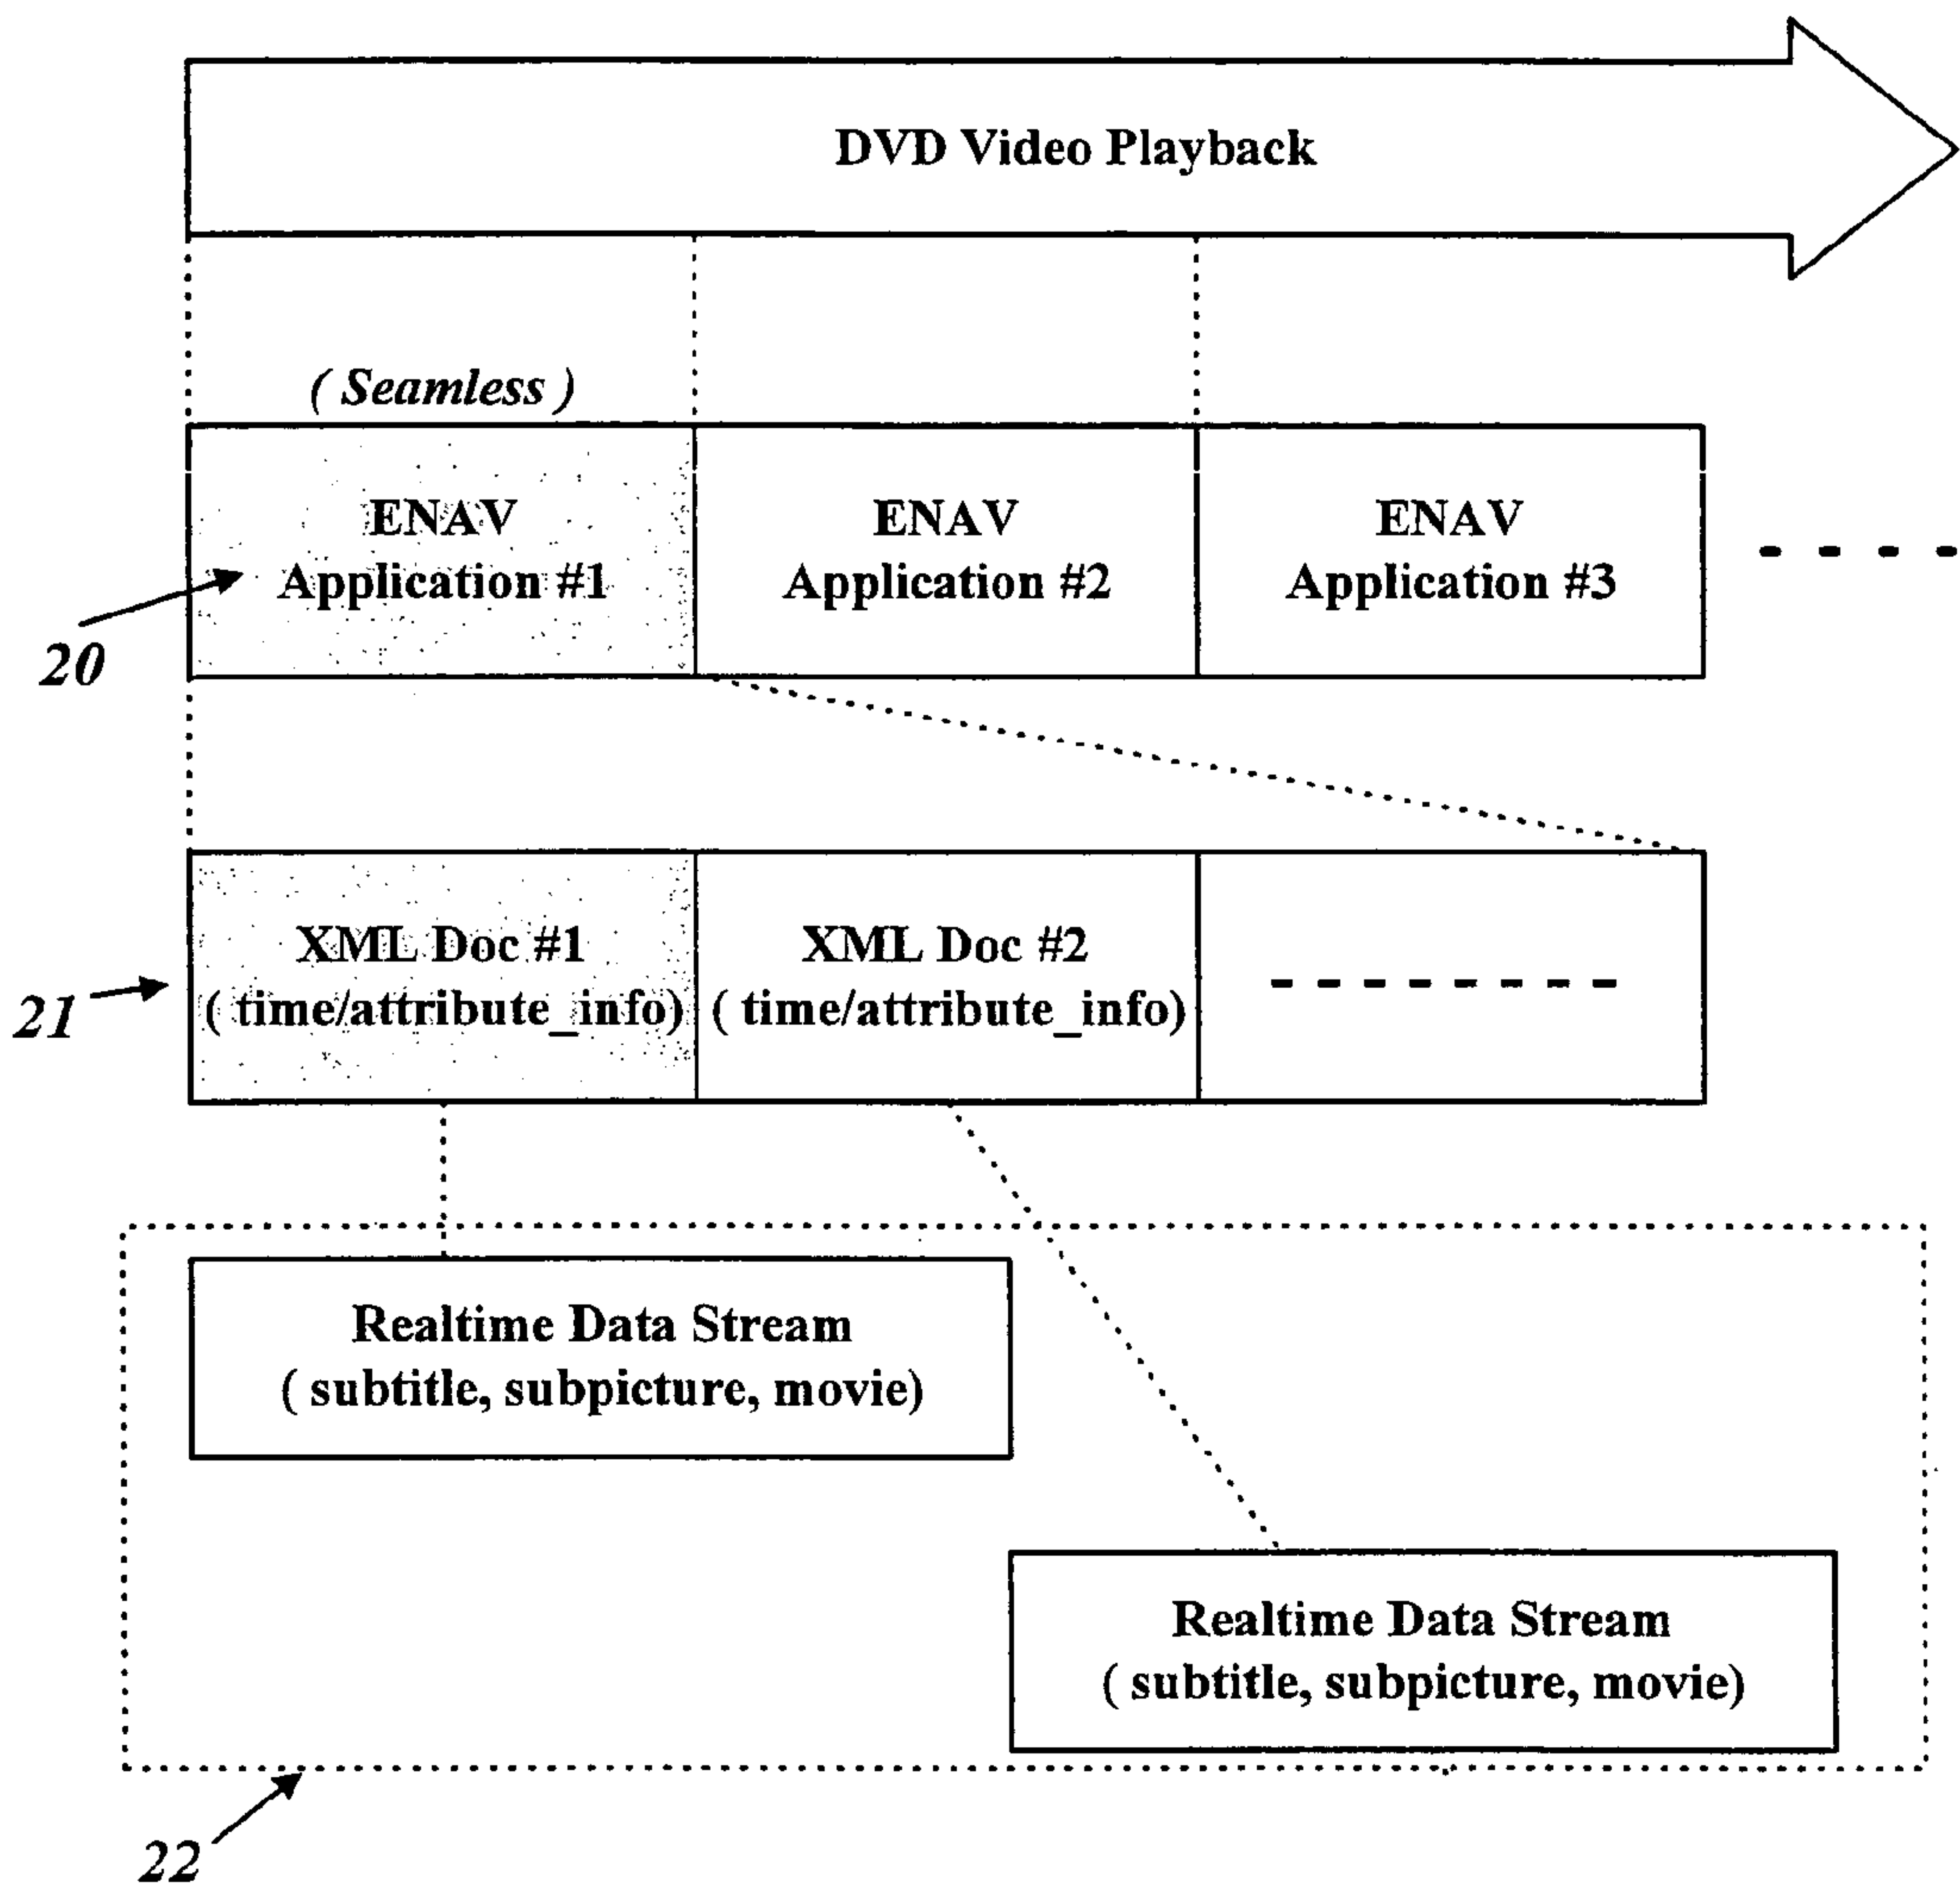 DVD Video Playback
( Seamless )
ENAV
Application #1
ENAV
Application #2
ENAV
Application #3
20
XML Doc #1
( time/attribute_info)
XML Doc #2
( time/attribute_info)
21
Realtime Data Stream
( subtitle, subpicture, movie)
Realtime Data Stream
( subtitle, subpicture, movie)
22